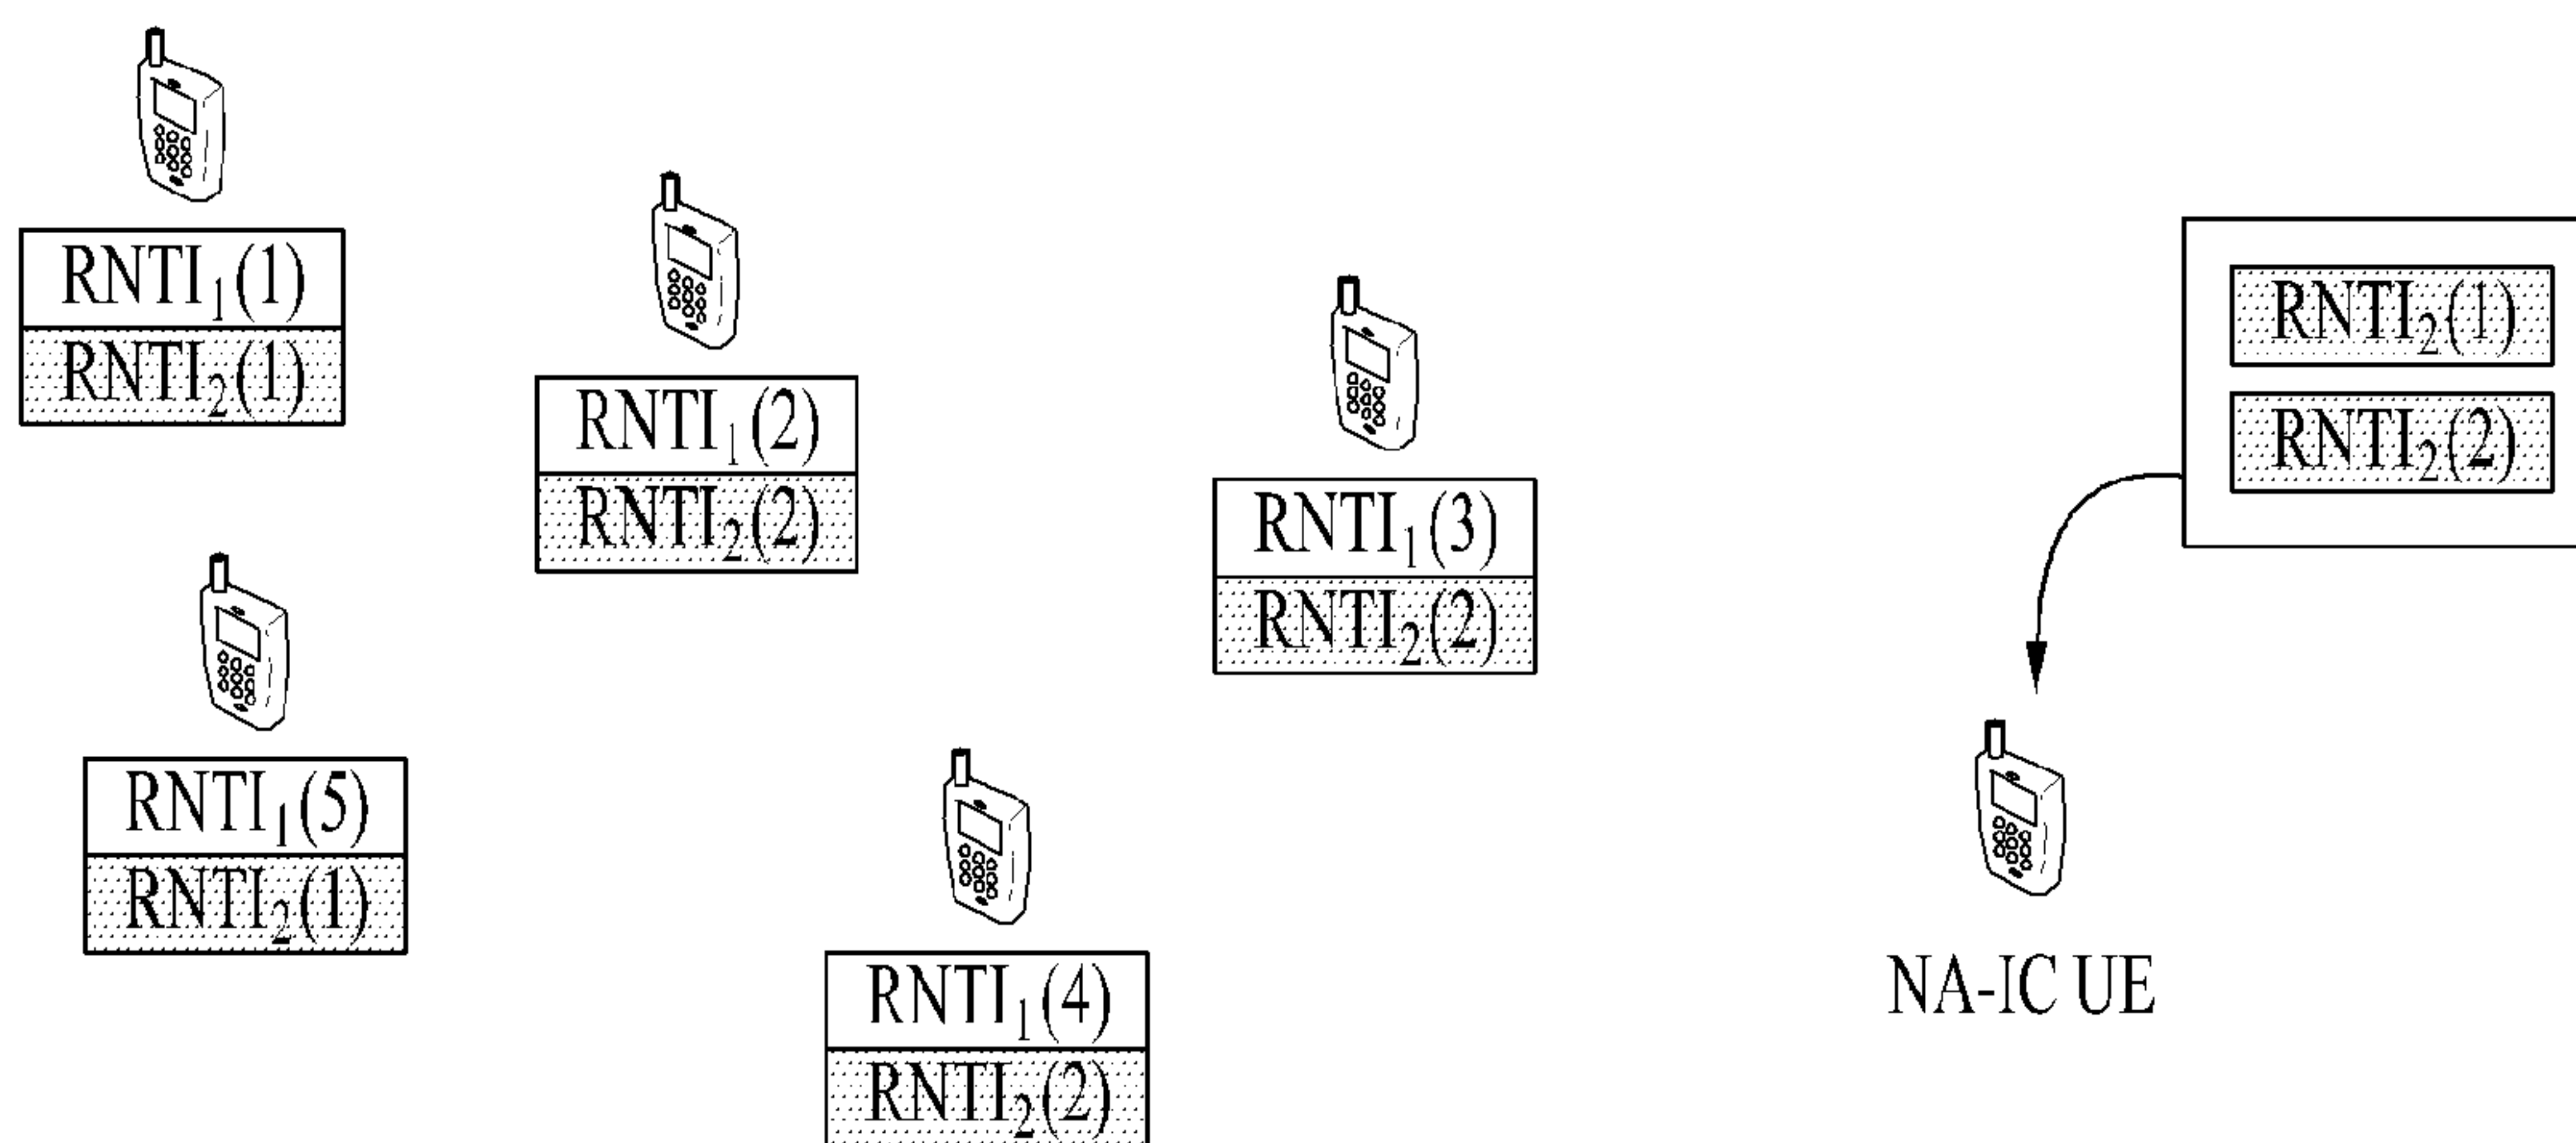 RNTI₁(1)
RNTI₂(1)
RNTI₁(2)
RNTI₂(2)
RNTI₁(3)
RNTI₂(2)
RNTI₂(1)
RNTI₂(2)
RNTI₁(5)
RNTI₂(1)
RNTI₁(4)
RNTI₂(2)
NA-IC UE